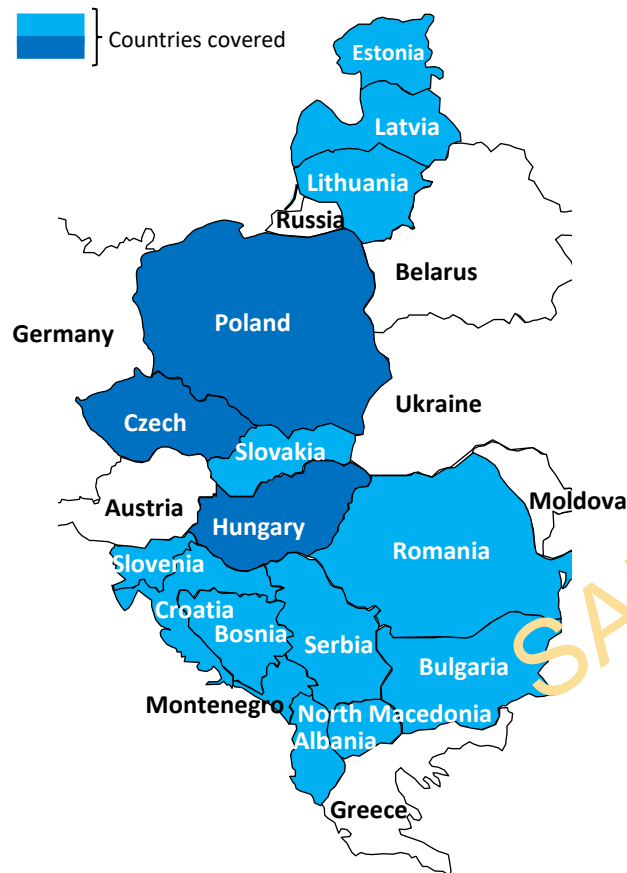 Countries covered
Estonia
Latvia
Lithuania
Russia
Belarus
Poland
Germany
Ukraine
Czech
Slovakia
Austria
Moldova
Hungary
Romania
Slovenia
Croatia
Bosnia
Serbia
Bulgaria
Montenegro
North Macedonia
Albania
Greece